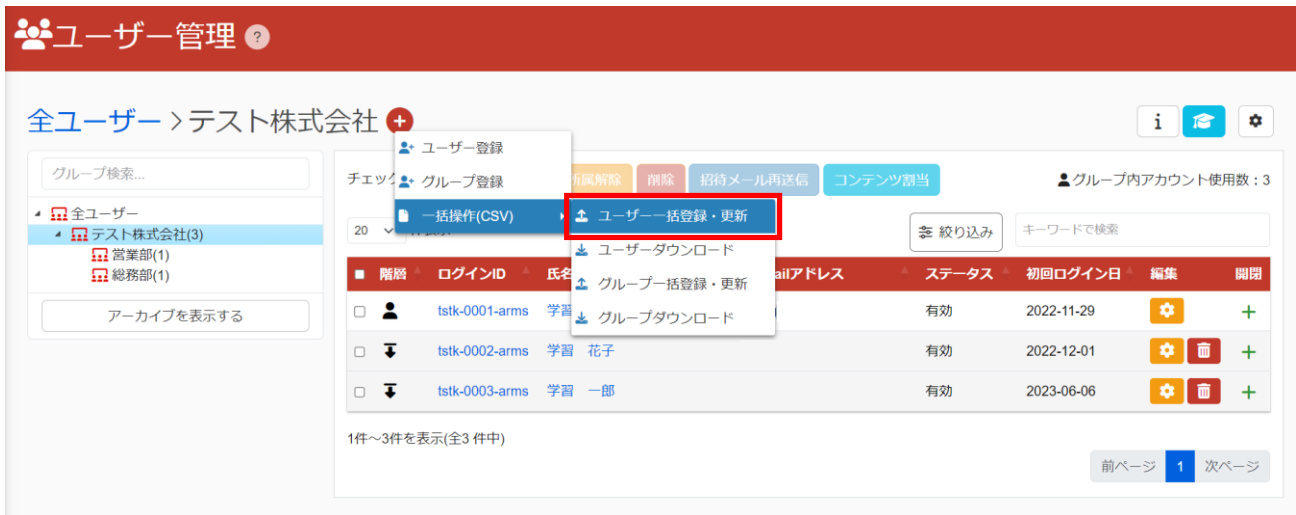 ユーザー管理 ?
全ユーザー > テスト株式会社
i
ユーザー登録
グループ登録
一括操作(CSV)
ユーザー一括登録・更新
ユーザーダウンロード
グループ一括登録・更新
グループダウンロード
グループ検索...
全ユーザー
テスト株式会社(3)
営業部(1)
総務部(1)
アーカイブを表示する
チェッ 所属解除 削除 招待メール再送信 コンテンツ割当 グループ内アカウント使用数 : 3
20 絞り込み キーワードで検索
階層 ログインID 氏名 ailアドレス ステータス 初回ログイン日 編集 開閉
tstk-0001-arms 学習 有効 2022-11-29
tstk-0002-arms 学習 花子 有効 2022-12-01
tstk-0003-arms 学習 一郎 有効 2023-06-06
1件～3件を表示(全3 件中)
前ページ 1 次ページ